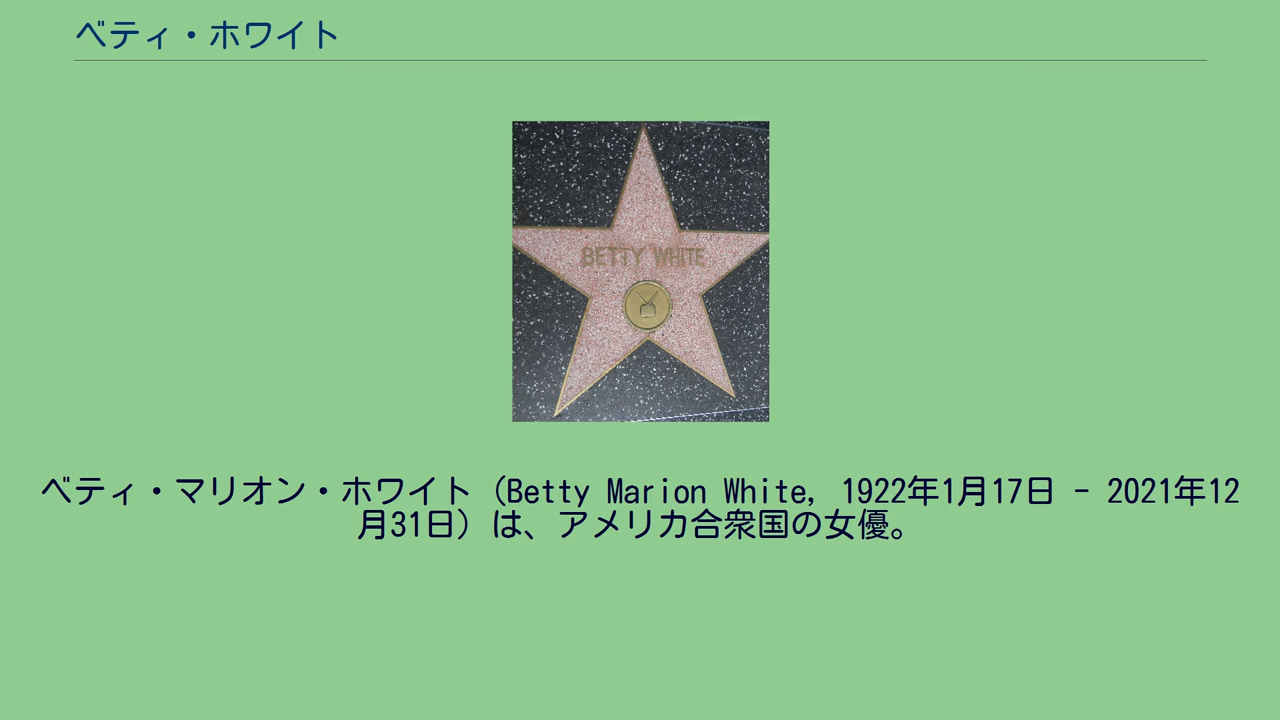 ベティ・ホワイト
BETTY WHITE
ベティ・マリオン・ホワイト（Betty Marion White, 1922年1月17日 - 2021年12
月31日）は、アメリカ合衆国の女優。